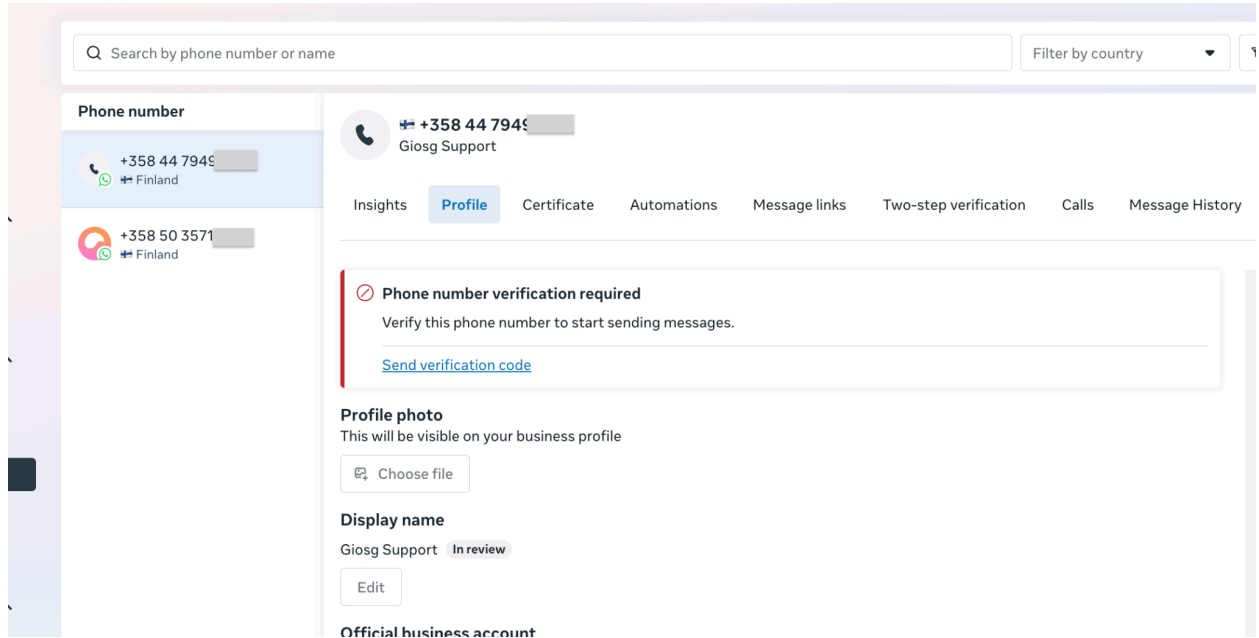 Search by phone number or name
Filter by country
Phone number
+358 44 7949
Finland
+358 50 3571
Finland
+358 44 7949
Giosg Support
Insights Profile Certificate Automations Message links Two-step verification Calls Message History
Phone number verification required
Verify this phone number to start sending messages.
Send verification code
Profile photo
This will be visible on your business profile
Choose file
Display name
Giosg Support In review
Edit
Official business account